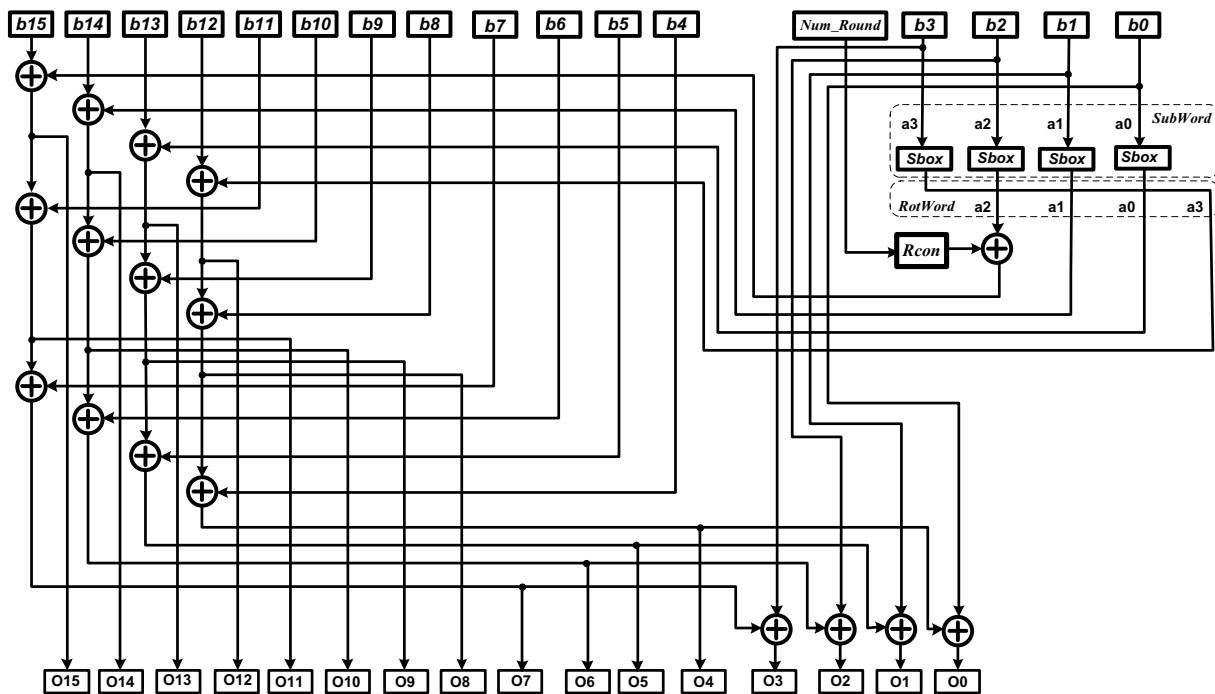 b15 b14 b13 b12 b11 b10 b9 b8 b7 b6 b5 b4 Num_Round b3 b2 b1 b0
a3 a2 a1 a0 SubWord
Sbox Sbox Sbox Sbox
RotWord a2 a1 a0 a3
Rcon
O15 O14 O13 O12 O11 O10 O9 O8 O7 O6 O5 O4 O3 O2 O1 O0